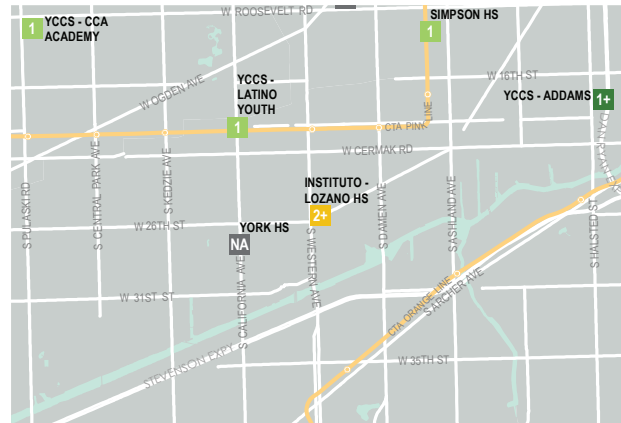 W ROOSEVELT RD
SIMPSON HS
1
YCCS - CCA
ACADEMY
1
YCCS -
LATINO
YOUTH
1
W OGDEN AVE
W 16TH ST
YCCS - ADDAMS
1+
CTA PINK
LINE
W CERMAK RD
INSTITUTO -
LOZANO HS
2+
YORK HS
NA
W 26TH ST
S PULASKI RD
S CENTRAL PARK AVE
S KEDZIE AVE
S CALIFORNIA AVE
S WESTERN AVE
S DAMEN AVE
S ASHLAND AVE
S HALSTED ST
W 31ST ST
CTA ORANGE LINE
S ARCHER AVE
STEVENSON EXPY
W 35TH ST